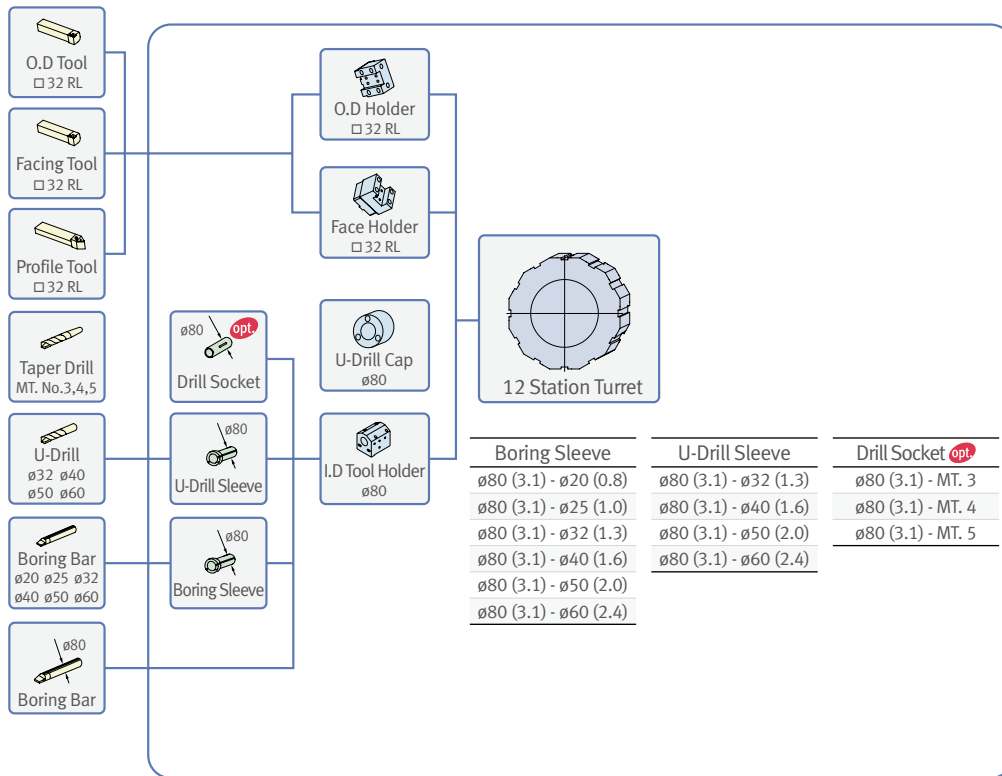 O.D Tool
□ 32 RL
Facing Tool
□ 32 RL
Profile Tool
□ 32 RL
Taper Drill
MT. No.3,4,5
U-Drill
ø32 ø40
ø50 ø60
Boring Bar
ø20 ø25 ø32
ø40 ø50 ø60
ø80
Boring Bar
ø80 opt.
Drill Socket
ø80
U-Drill Sleeve
ø80
Boring Sleeve
O.D Holder
□ 32 RL
Face Holder
□ 32 RL
U-Drill Cap
ø80
I.D Tool Holder
ø80
12 Station Turret
Boring Sleeve
ø80 (3.1) - ø20 (0.8)
ø80 (3.1) - ø25 (1.0)
ø80 (3.1) - ø32 (1.3)
ø80 (3.1) - ø40 (1.6)
ø80 (3.1) - ø50 (2.0)
ø80 (3.1) - ø60 (2.4)
U-Drill Sleeve
ø80 (3.1) - ø32 (1.3)
ø80 (3.1) - ø40 (1.6)
ø80 (3.1) - ø50 (2.0)
ø80 (3.1) - ø60 (2.4)
Drill Socket opt.
ø80 (3.1) - MT. 3
ø80 (3.1) - MT. 4
ø80 (3.1) - MT. 5